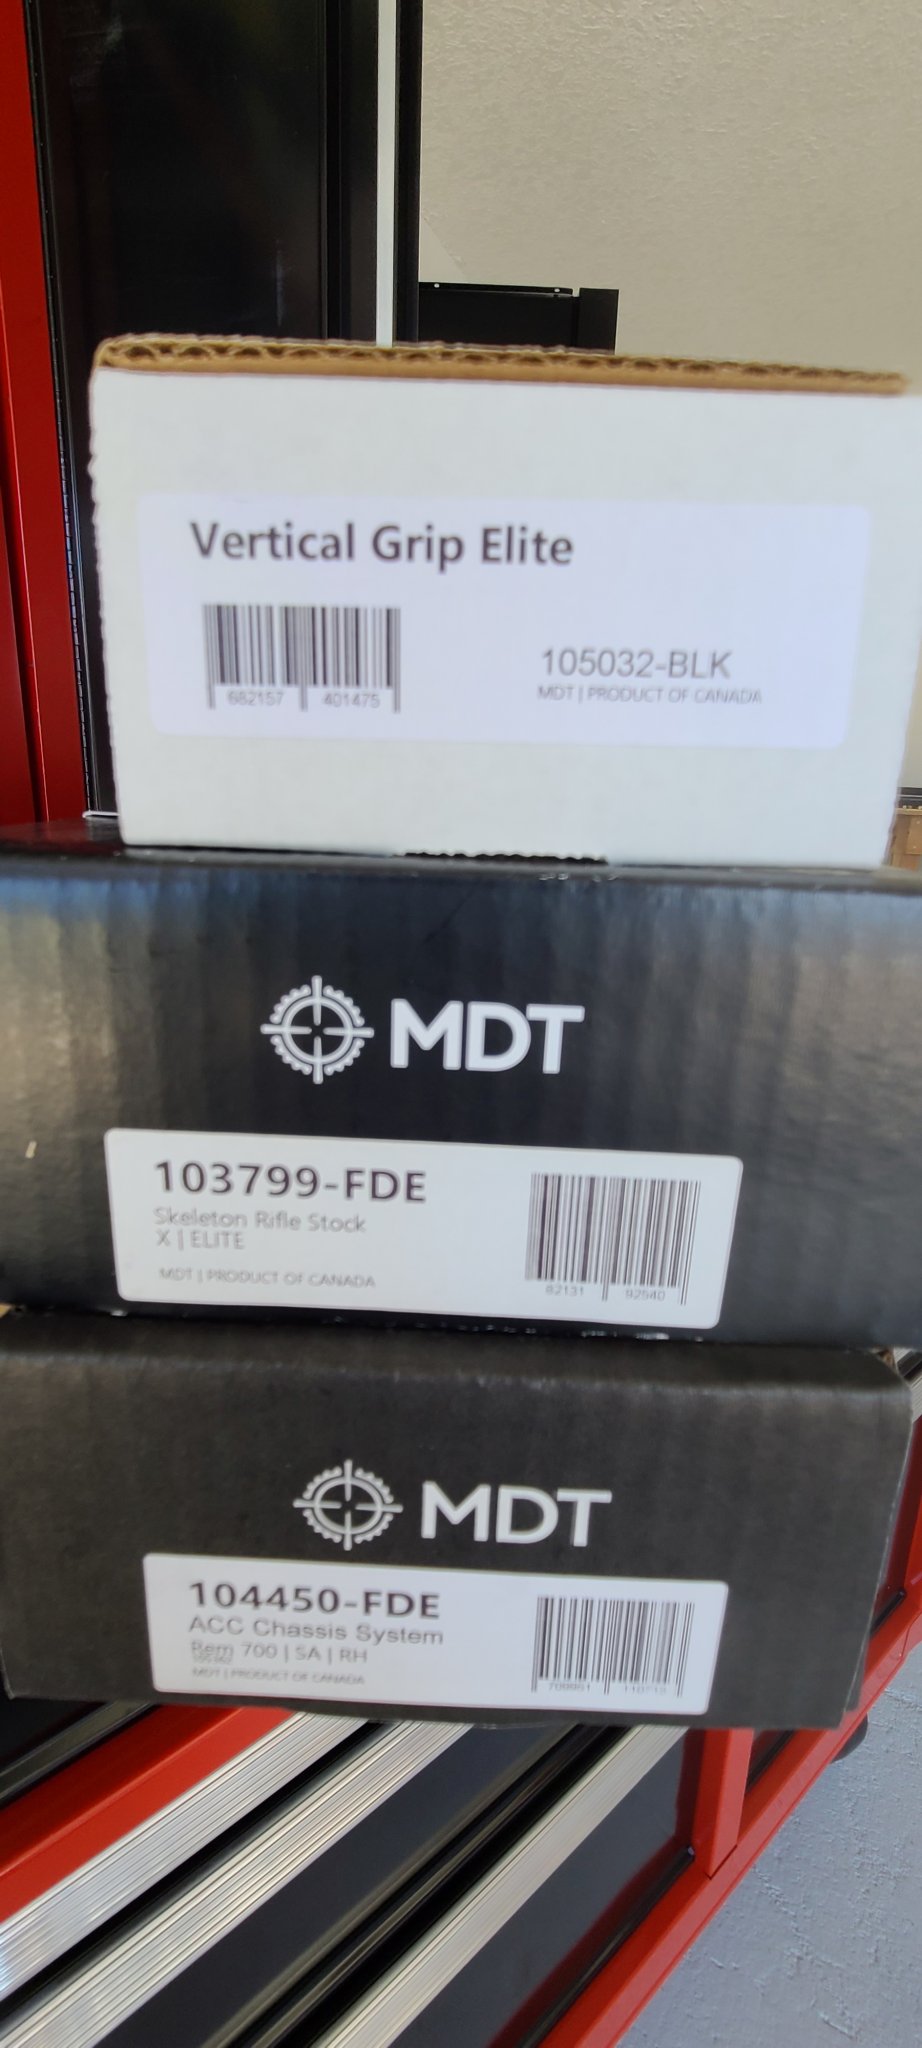 Vertical Grip Elite
682157 401475
105032-BLK
MDT | PRODUCT OF CANADA
MDT
103799-FDE
Skeleton Rifle Stock
X | ELITE
MDT | PRODUCT OF CANADA
MDT
104450-FDE
ACC Chassis System
Rem 700 | SA | RH
MDT | PRODUCT OF CANADA